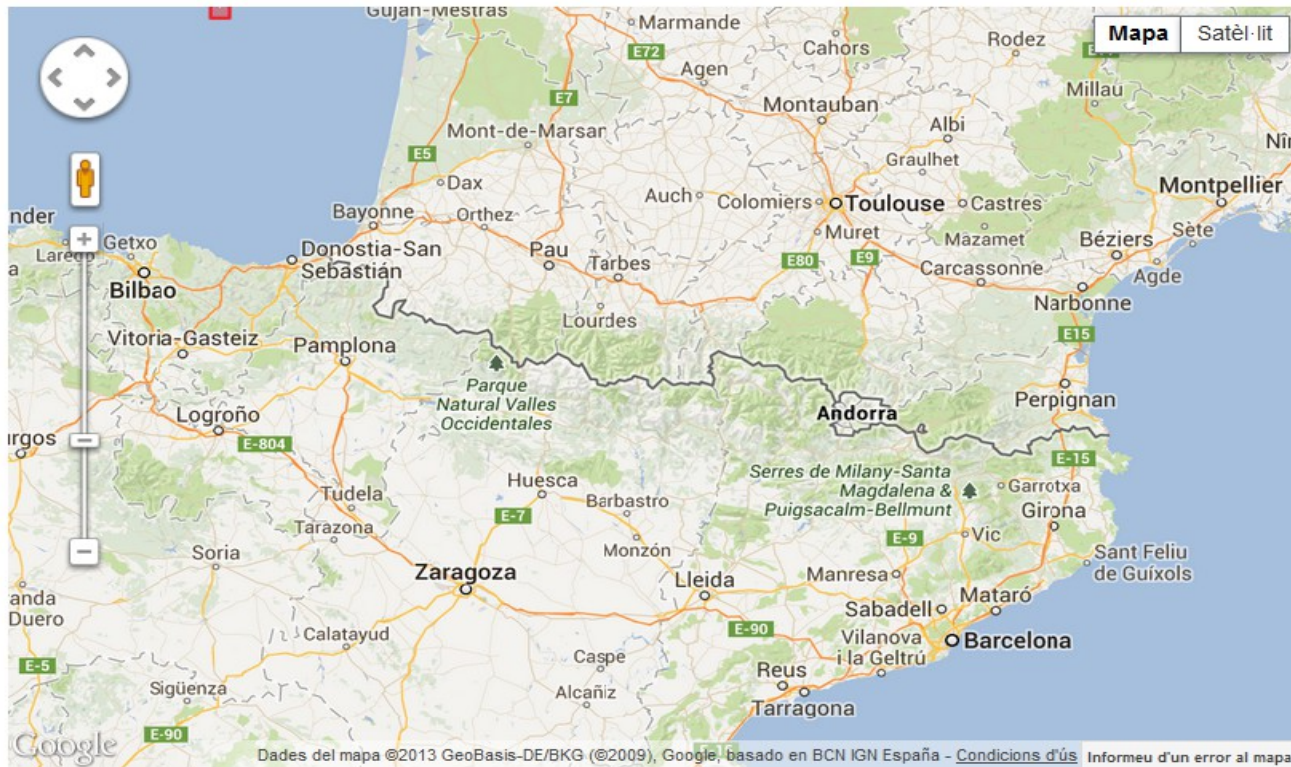 Gujan-Mestras
Marmande
Mapa
Satèl·lit
E72
Cahors
Rodez
Agen
E7
Millau
Montauban
Mont-de-Marsan
Albi
E5
Graulhet
Dax
Auch
Colomiers
Toulouse
Castres
Montpellier
Bayonne
Orthez
Muret
Mazamet
Béziers
Sète
Getxo
Donostia-San
Sebastián
Pau
Tarbes
E80
E9
Carcassonne
Agde
Bilbao
Narbonne
Lourdes
E15
Vitoria-Gasteiz
Pamplona
Parque
Natural Valles
Occidentales
Perpignan
Logroño
Andorra
E-804
E-15
Serres de Milany-Santa
Magdalena &
Puigsacalm-Bellmunt
Huesca
Garrotxa
Tudela
Barbastro
Girona
Tarazona
E-7
E-9
Vic
Soria
Monzón
Sant Feliu
de Guíxols
Zaragoza
Lleida
Manresa
Duero
Sabadell
Mataró
Calatayud
E-90
Vilanova
i la Geltrú
Barcelona
E-5
Caspe
Reus
Sigüenza
Alcañiz
Tarragona
E-90
Google
Dades del mapa ©2013 GeoBasis-DE/BKG (©2009), Google, basado en BCN IGN España - Condicions d'ús
Informeu d'un error al mapa